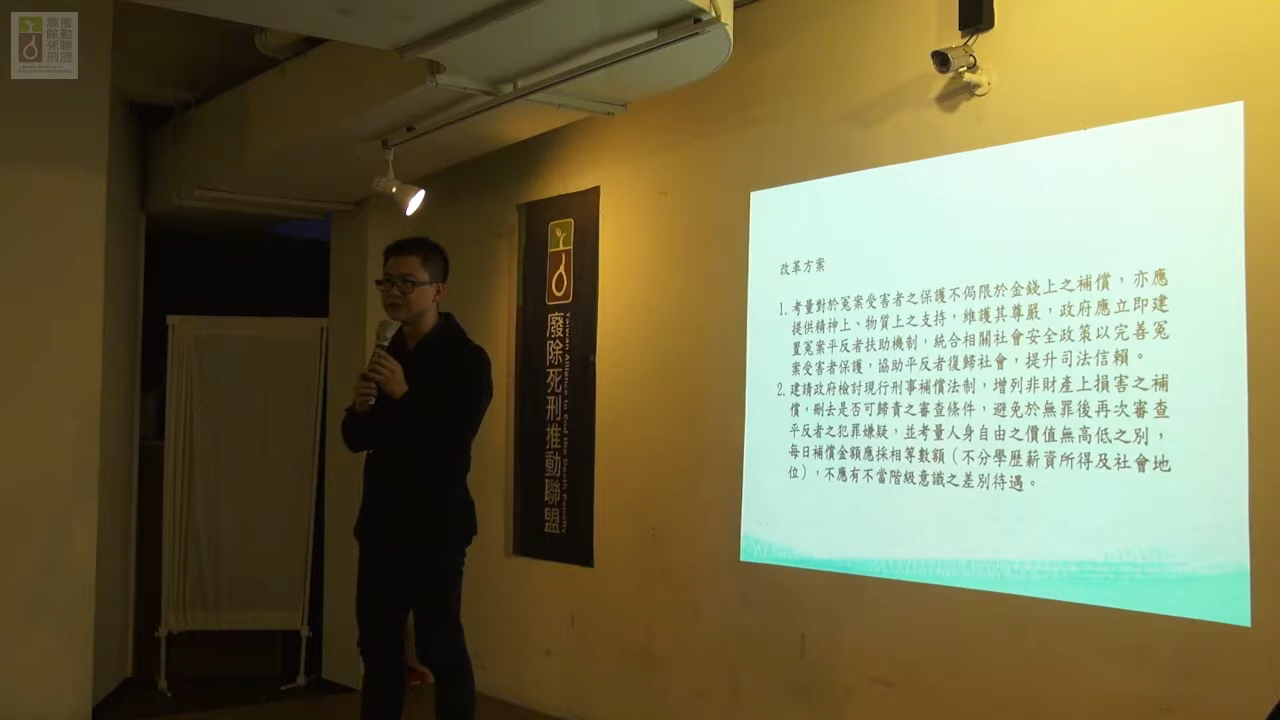 推動聯盟
廢除死刑
廢除死刑推動聯盟
Taiwan Alliance to End the Death Penalty
改革方案
1. 考量對於冤案受害者之保護不侷限於金錢上之補償，亦應
提供精神上、物質上之支持，維護其尊嚴，政府應立即建
置冤案平反者扶助機制，統合相關社會安全政策以完善冤
案受害者保護，協助平反者復歸社會，提升司法信賴。
2. 建請政府檢討現行刑事補償法制，增列非財產上損害之補
償，刪去是否可歸責之審查條件，避免於無罪後再次審查
平反者之犯罪嫌疑，並考量人身自由之價值無高低之別，
每日補償金額應採相等數額（不分學歷薪資所得及社會地
位），不應有不當階級意識之差別待遇。